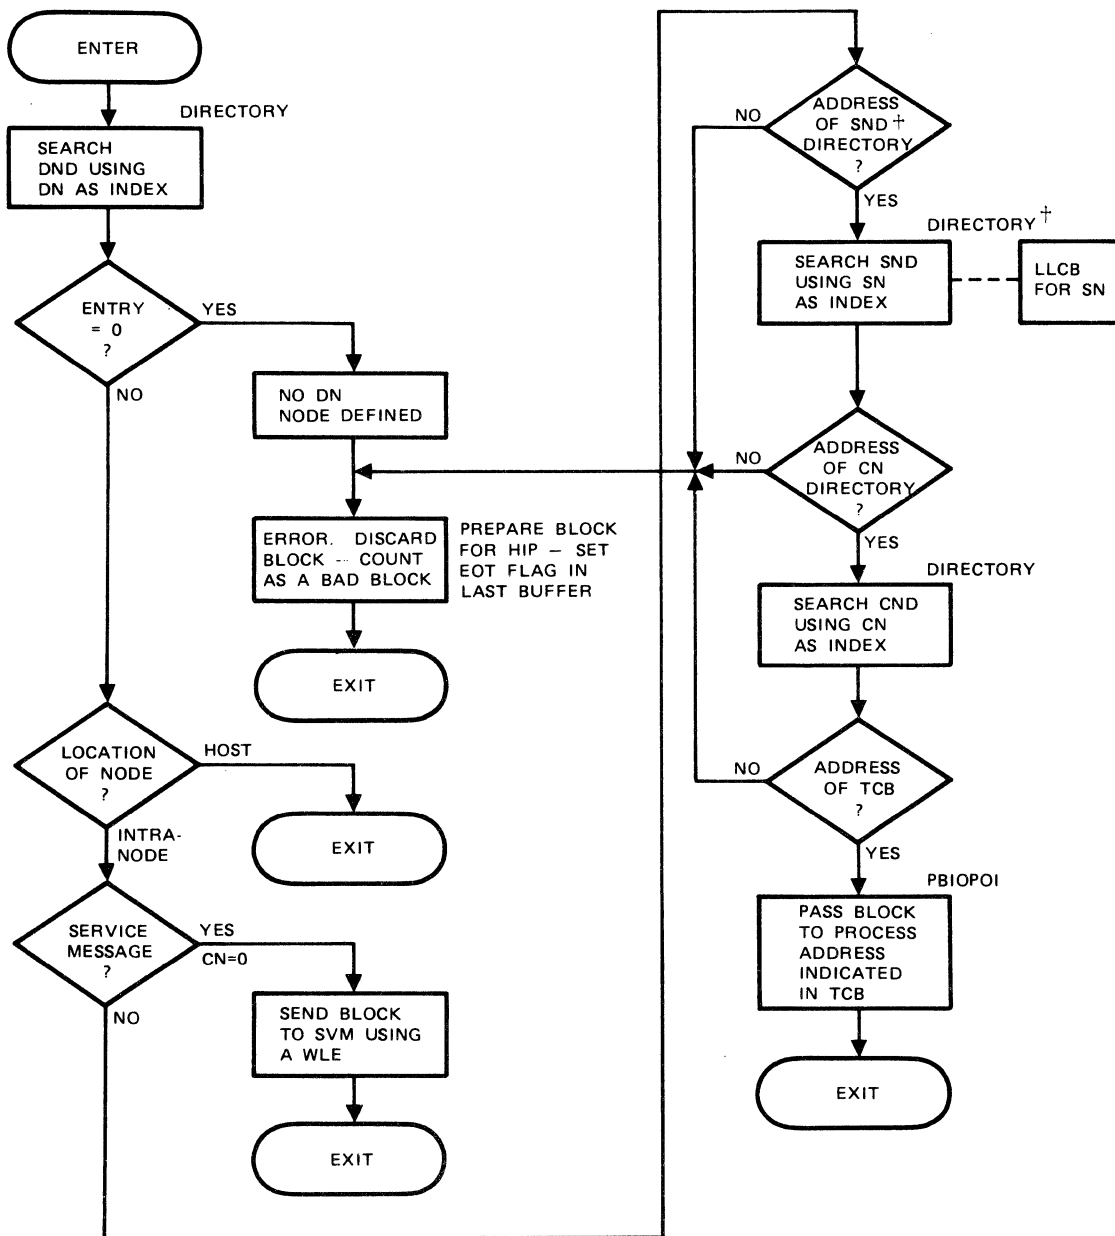 ENTER
DIRECTORY
SEARCH
DND USING
DN AS INDEX
ENTRY
= 0
?
YES
NO
NO DN
NODE DEFINED
ERROR. DISCARD
BLOCK -- COUNT
AS A BAD BLOCK
PREPARE BLOCK
FOR HIP – SET
EOT FLAG IN
LAST BUFFER
EXIT
LOCATION
OF NODE
?
HOST
EXIT
INTRA-
NODE
SERVICE
MESSAGE
?
YES
CN=0
NO
SEND BLOCK
TO SVM USING
A WLE
EXIT
ADDRESS
OF SND †
DIRECTORY
?
NO
YES
DIRECTORY †
SEARCH SND
USING SN
AS INDEX
LLCB
FOR SN
ADDRESS
OF CN
DIRECTORY
?
NO
YES
DIRECTORY
SEARCH CND
USING CN
AS INDEX
ADDRESS
OF TCB
?
NO
YES
PBIOPOI
PASS BLOCK
TO PROCESS
ADDRESS
INDICATED
IN TCB
EXIT